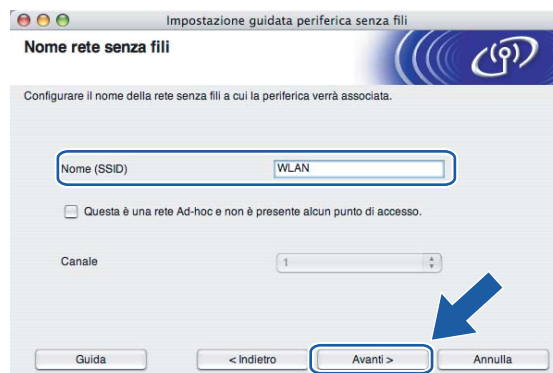 Impostazione guidata periferica senza fili
Nome rete senza fili
Configurare il nome della rete senza fili a cui la periferica verrà associata.
Nome (SSID) WLAN
Questa è una rete Ad-hoc e non è presente alcun punto di accesso.
Canale 1
Guida < Indietro Avanti > Annulla